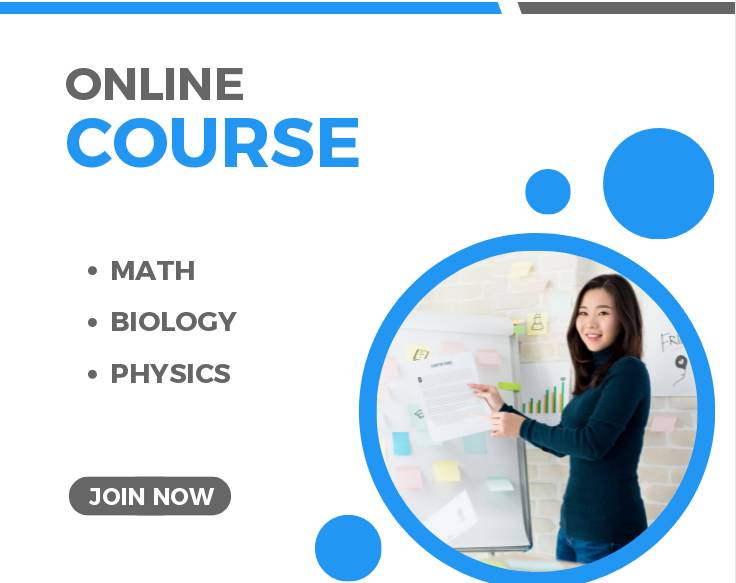 ONLINE
COURSE
• MATH
• BIOLOGY
• PHYSICS
JOIN NOW